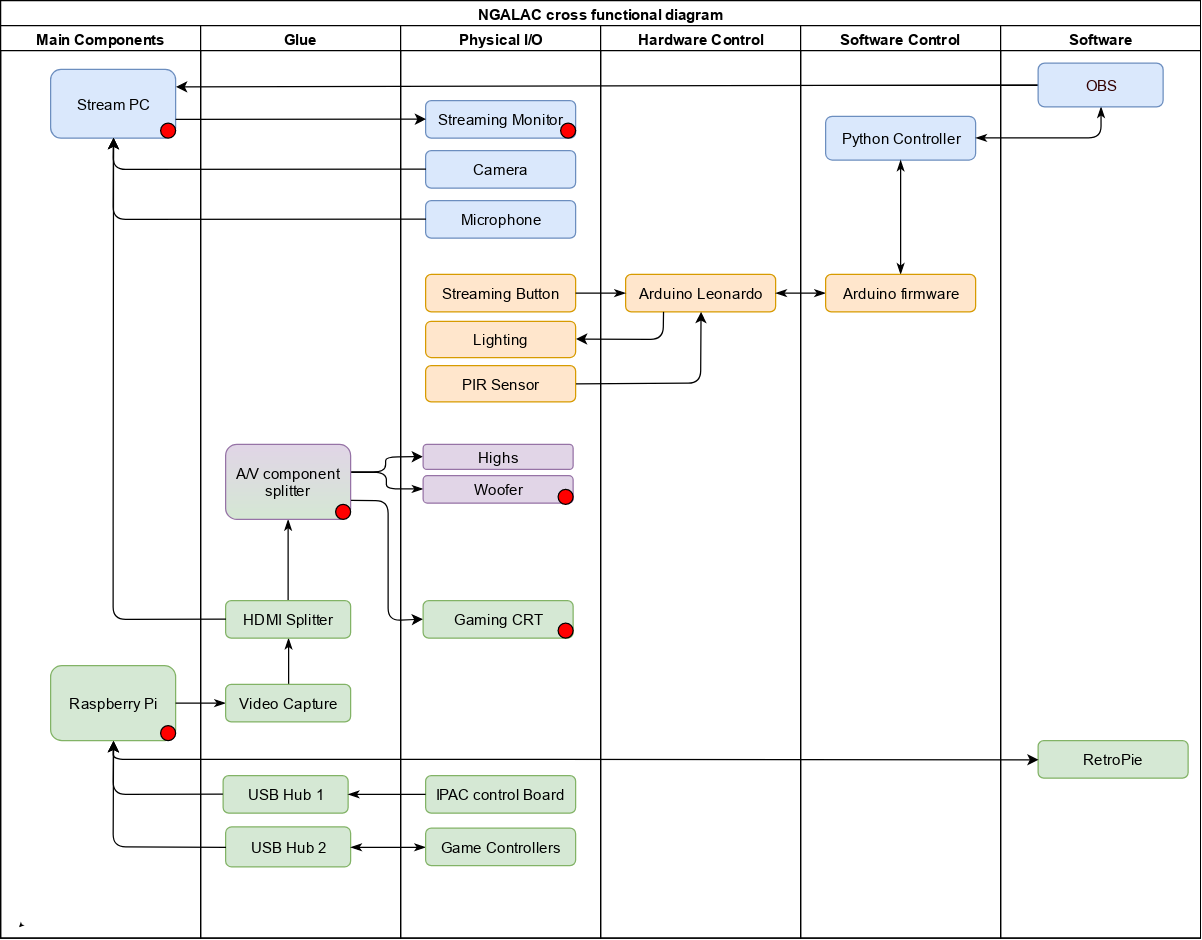 NGALAC cross functional diagram
Main Components
Glue
Physical I/O
Hardware Control
Software Control
Software
Stream PC
OBS
Streaming Monitor
Python Controller
Camera
Microphone
Streaming Button
Arduino Leonardo
Arduino firmware
Lighting
PIR Sensor
A/V component
splitter
Highs
Woofer
HDMI Splitter
Gaming CRT
Raspberry Pi
Video Capture
RetroPie
USB Hub 1
IPAC control Board
USB Hub 2
Game Controllers